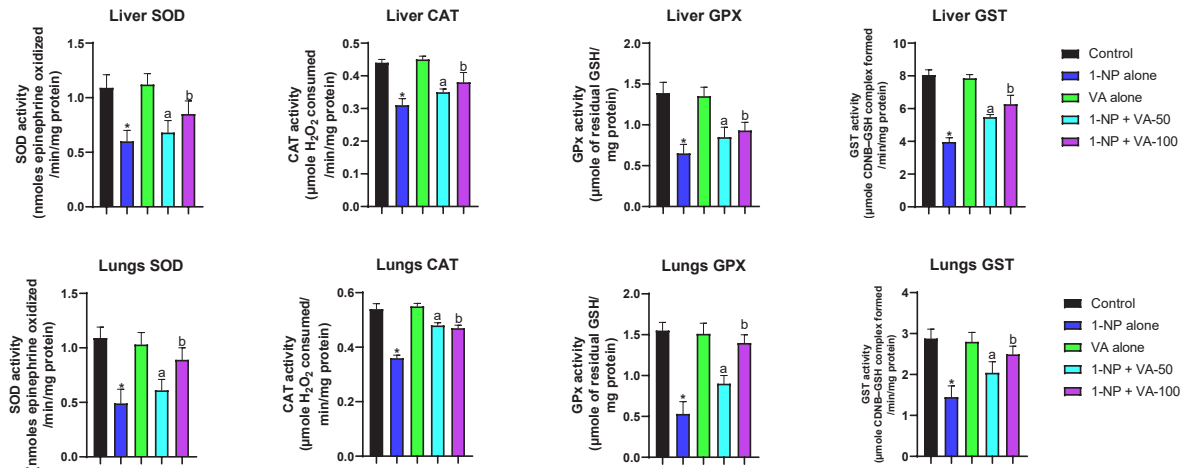 Liver SOD
SOD activity
(nmoles epinephrine oxidized
/min/mg protein)
1.5
1.0
0.5
0.0
*
a
b
Liver CAT
CAT activity
(μmole H₂O₂ consumed
/min/mg protein)
0.5
0.4
0.3
0.2
0.1
0.0
*
a
b
Liver GPX
GPx activity
(μmole of residual GSH/
mg protein)
2.0
1.5
1.0
0.5
0.0
*
a
b
Liver GST
GST activity
(μmole CDNB–GSH complex formed
/min/mg protein)
10
8
6
4
2
0
*
a
b
Control
1-NP alone
VA alone
1-NP + VA-50
1-NP + VA-100
Lungs SOD
SOD activity
(nmoles epinephrine oxidized
/min/mg protein)
1.5
1.0
0.5
0.0
*
a
b
Lungs CAT
CAT activity
(μmole H₂O₂ consumed/
min/mg protein)
0.6
0.4
0.2
0.0
*
a
b
Lungs GPX
GPx activity
(μmole of residual GSH/
mg protein)
2.0
1.5
1.0
0.5
0.0
*
a
b
Lungs GST
GST activity
(μmole CDNB–GSH complex formed
/min/mg protein)
4
3
2
1
0
*
a
b
Control
1-NP alone
VA alone
1-NP + VA-50
1-NP + VA-100